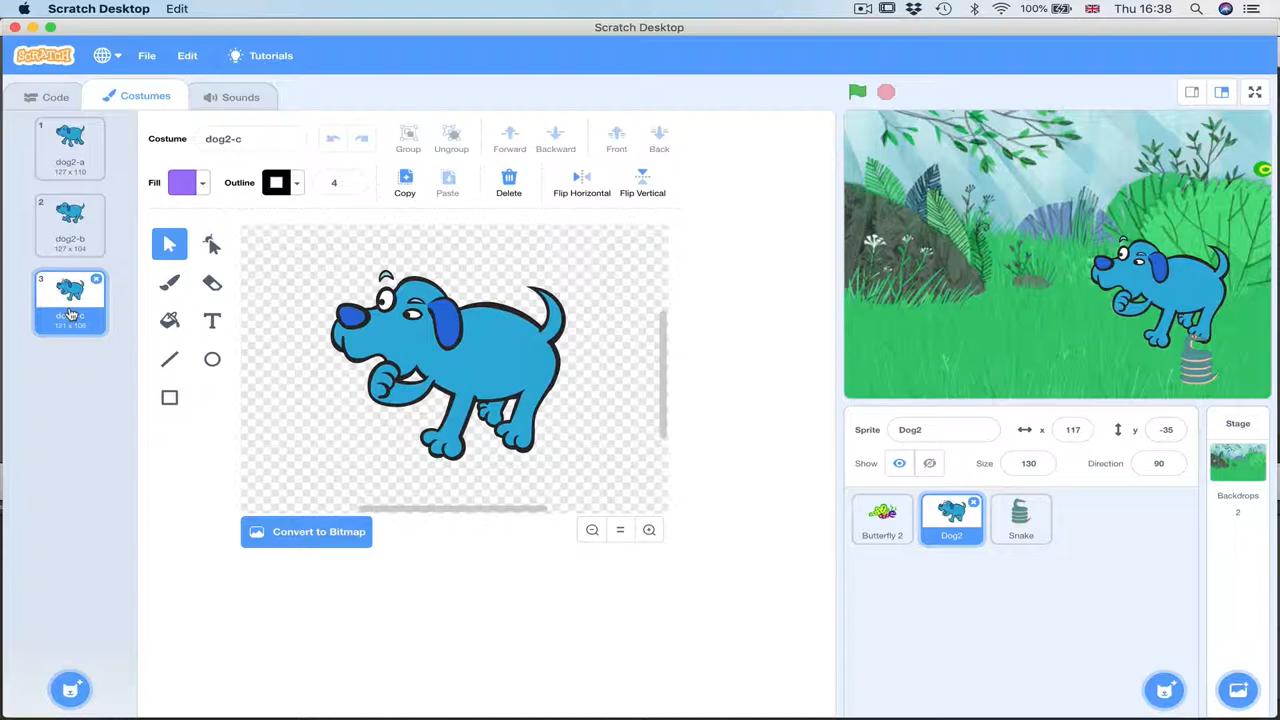 Scratch Desktop Edit 100% Thu 16:38
Scratch Desktop
SCRATCH File Edit Tutorials
Code Costumes Sounds
1
dog2-a
127 x 110
2
dog2-b
127 x 104
3
121 x 106
Costume dog2-c Group Ungroup Forward Backward Front Back
Fill Outline 4 Copy Paste Delete Flip Horizontal Flip Vertical
T
Convert to Bitmap
Sprite Dog2 x 117 y -35
Show Size 130 Direction 90
Butterfly 2 Dog2 Snake
Stage
Backdrops
2